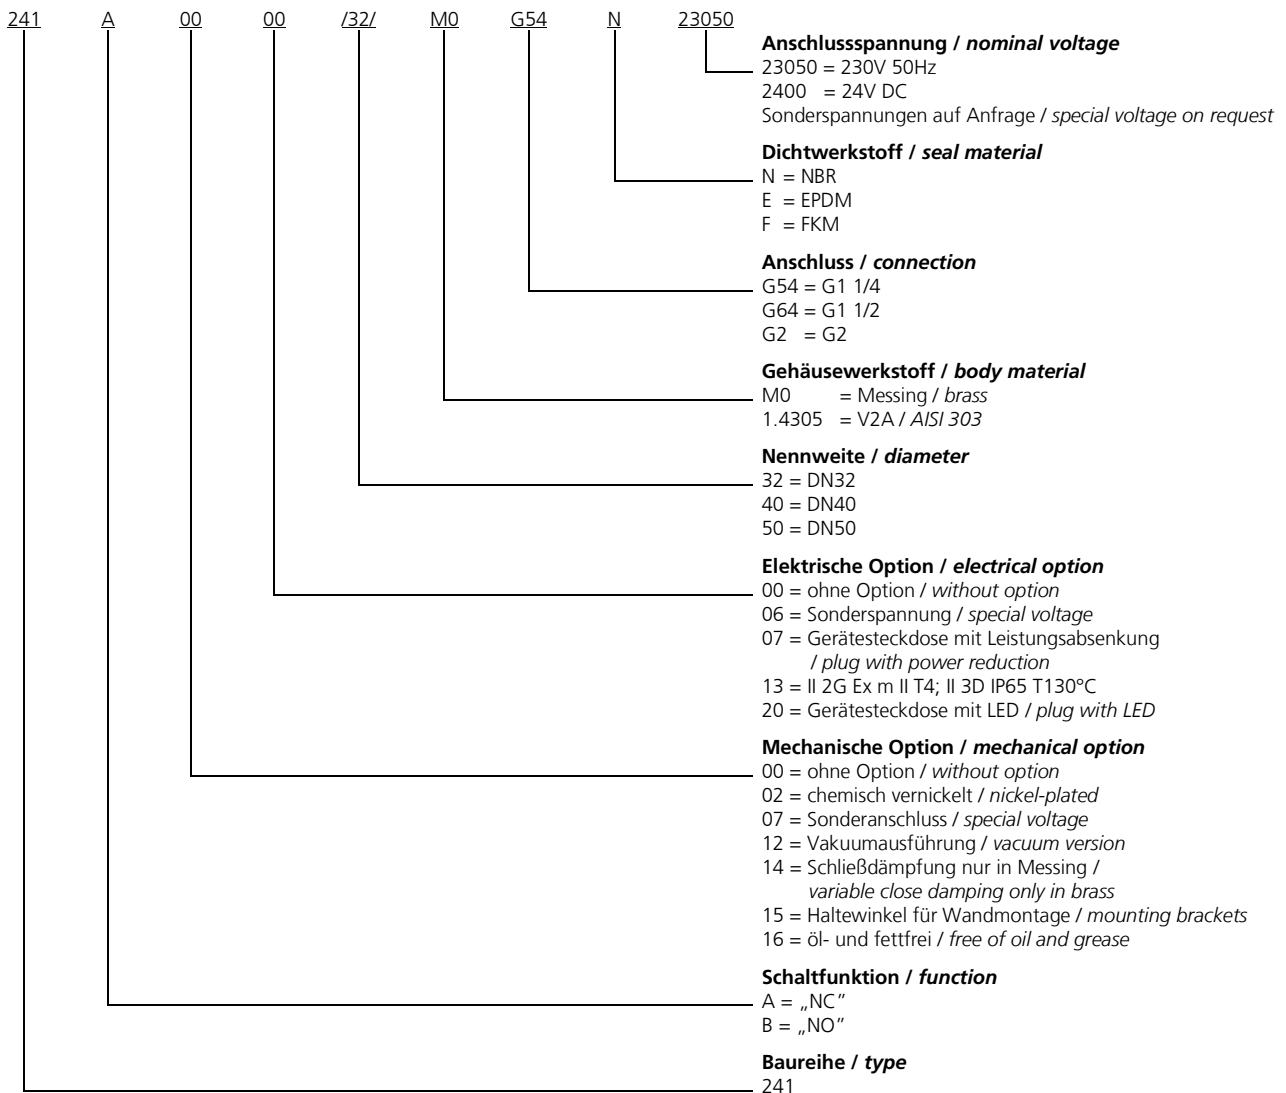 241 A 00 00 /32/ M0 G54 N 23050
Anschlussspannung / nominal voltage
23050 = 230V 50Hz
2400 = 24V DC
Sonderspannungen auf Anfrage / special voltage on request
Dichtwerkstoff / seal material
N = NBR
E = EPDM
F = FKM
Anschluss / connection
G54 = G1 1/4
G64 = G1 1/2
G2 = G2
Gehäusewerkstoff / body material
M0 = Messing / brass
1.4305 = V2A / AISI 303
Nennweite / diameter
32 = DN32
40 = DN40
50 = DN50
Elektrische Option / electrical option
00 = ohne Option / without option
06 = Sonderspannung / special voltage
07 = Gerätesteckdose mit Leistungsabsenkung
/ plug with power reduction
13 = II 2G Ex m II T4; II 3D IP65 T130°C
20 = Gerätesteckdose mit LED / plug with LED
Mechanische Option / mechanical option
00 = ohne Option / without option
02 = chemisch vernickelt / nickel-plated
07 = Sonderanschluss / special voltage
12 = Vakuumausführung / vacuum version
14 = Schließdämpfung nur in Messing /
variable close damping only in brass
15 = Haltewinkel für Wandmontage / mounting brackets
16 = öl- und fettfrei / free of oil and grease
Schaltfunktion / function
A = „NC”
B = „NO”
Baureihe / type
241